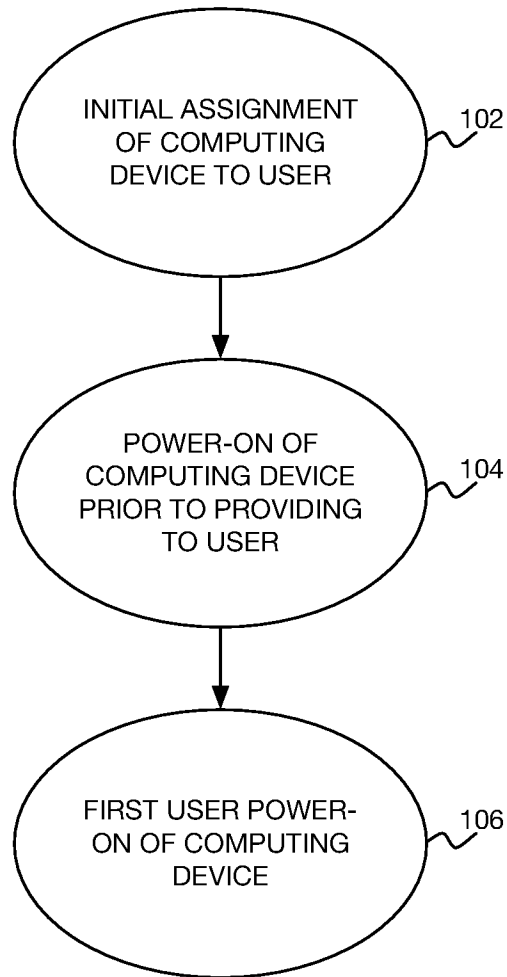 INITIAL ASSIGNMENT
OF COMPUTING
DEVICE TO USER
102
POWER-ON OF
COMPUTING DEVICE
PRIOR TO PROVIDING
TO USER
104
FIRST USER POWER-
ON OF COMPUTING
DEVICE
106